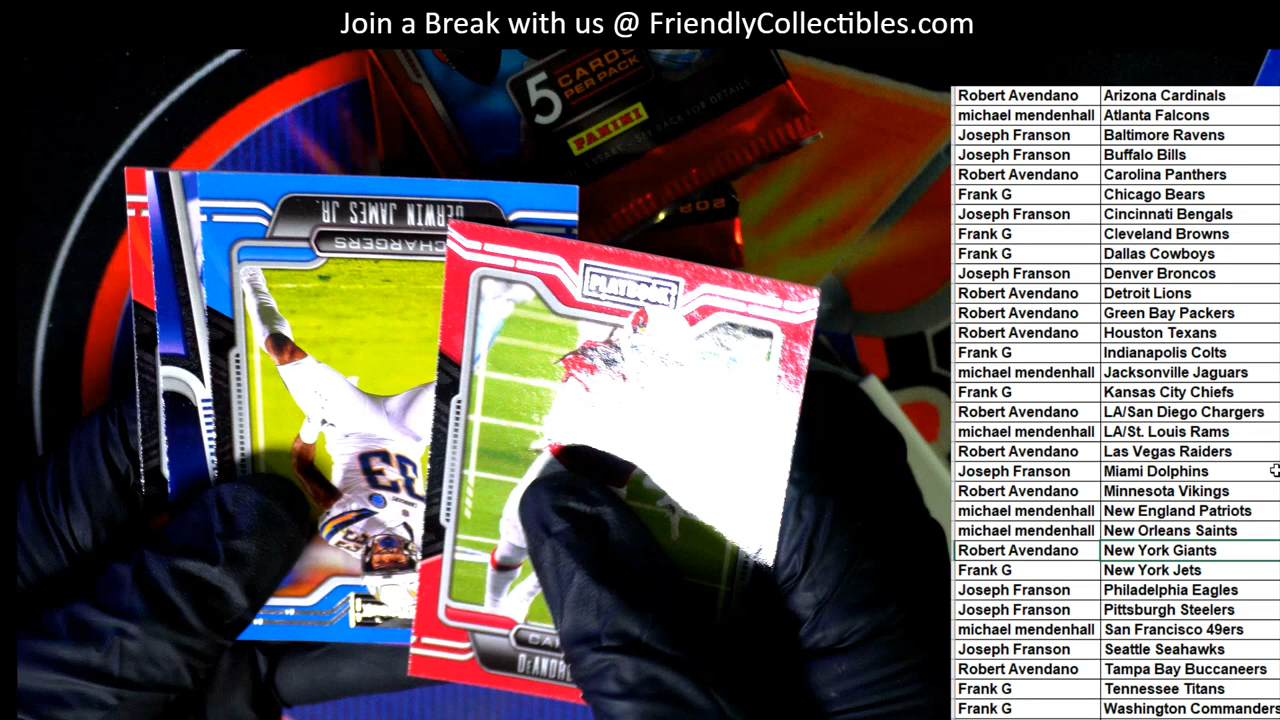 Join a Break with us @ FriendlyCollectibles.com
5 CARDS PER PACK
PANINI
DERWIN JAMES JR.
CHARGERS
33
PLAYBOOK
Robert Avendano Arizona Cardinals
michael mendenhall Atlanta Falcons
Joseph Franson Baltimore Ravens
Joseph Franson Buffalo Bills
Robert Avendano Carolina Panthers
Frank G Chicago Bears
Joseph Franson Cincinnati Bengals
Frank G Cleveland Browns
Frank G Dallas Cowboys
Joseph Franson Denver Broncos
Robert Avendano Detroit Lions
Robert Avendano Green Bay Packers
Robert Avendano Houston Texans
Frank G Indianapolis Colts
michael mendenhall Jacksonville Jaguars
Frank G Kansas City Chiefs
Robert Avendano LA/San Diego Chargers
michael mendenhall LA/St. Louis Rams
Robert Avendano Las Vegas Raiders
Joseph Franson Miami Dolphins
Robert Avendano Minnesota Vikings
michael mendenhall New England Patriots
michael mendenhall New Orleans Saints
Robert Avendano New York Giants
Frank G New York Jets
Joseph Franson Philadelphia Eagles
Joseph Franson Pittsburgh Steelers
michael mendenhall San Francisco 49ers
Joseph Franson Seattle Seahawks
Robert Avendano Tampa Bay Buccaneers
Frank G Tennessee Titans
Frank G Washington Commanders